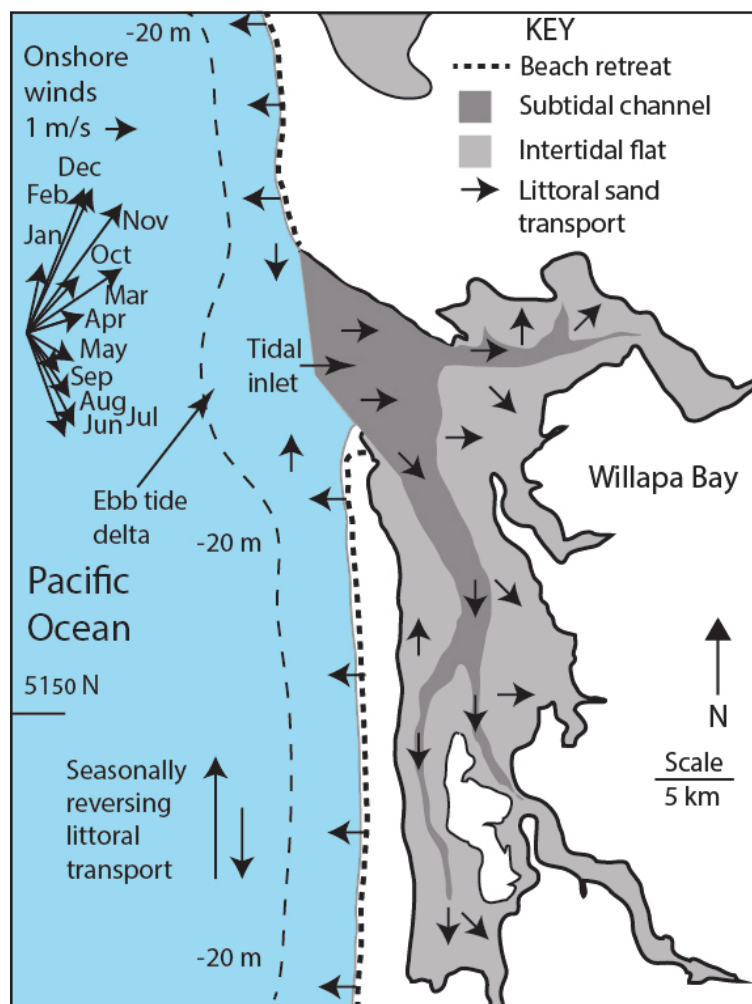 -20 m
KEY
Onshore
winds
1 m/s
Beach retreat
Subtidal channel
Intertidal flat
Littoral sand
transport
Dec
Feb
Nov
Jan
Oct
Mar
Apr
May
Sep
Aug
Jun Jul
Tidal
inlet
Ebb tide
delta
Willapa Bay
-20 m
Pacific
Ocean
5150 N
N
Seasonally
reversing
littoral
transport
Scale
5 km
-20 m